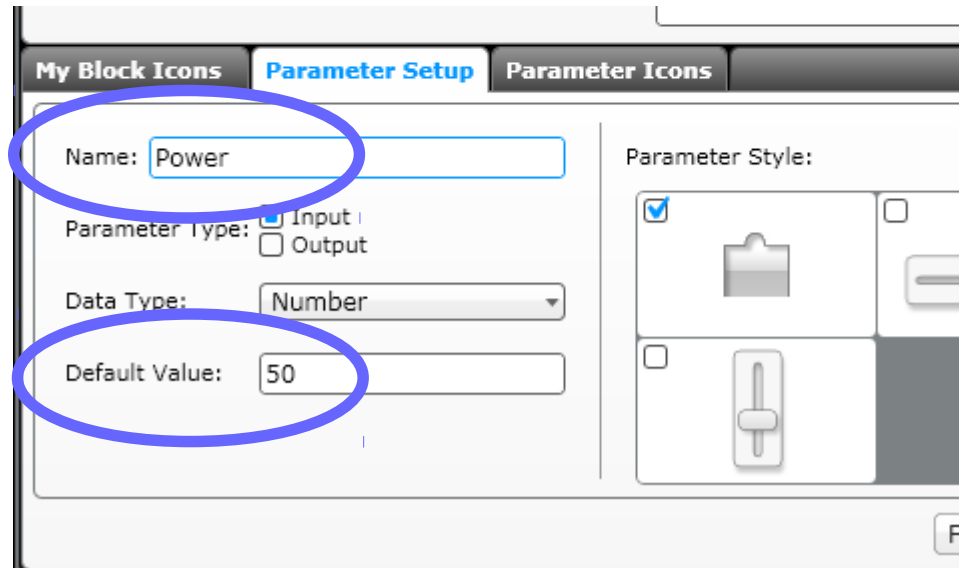 My Block Icons Parameter Setup Parameter Icons
Name: Power
Parameter Style:
Parameter Type: Input
Output
Data Type: Number
Default Value: 50
F